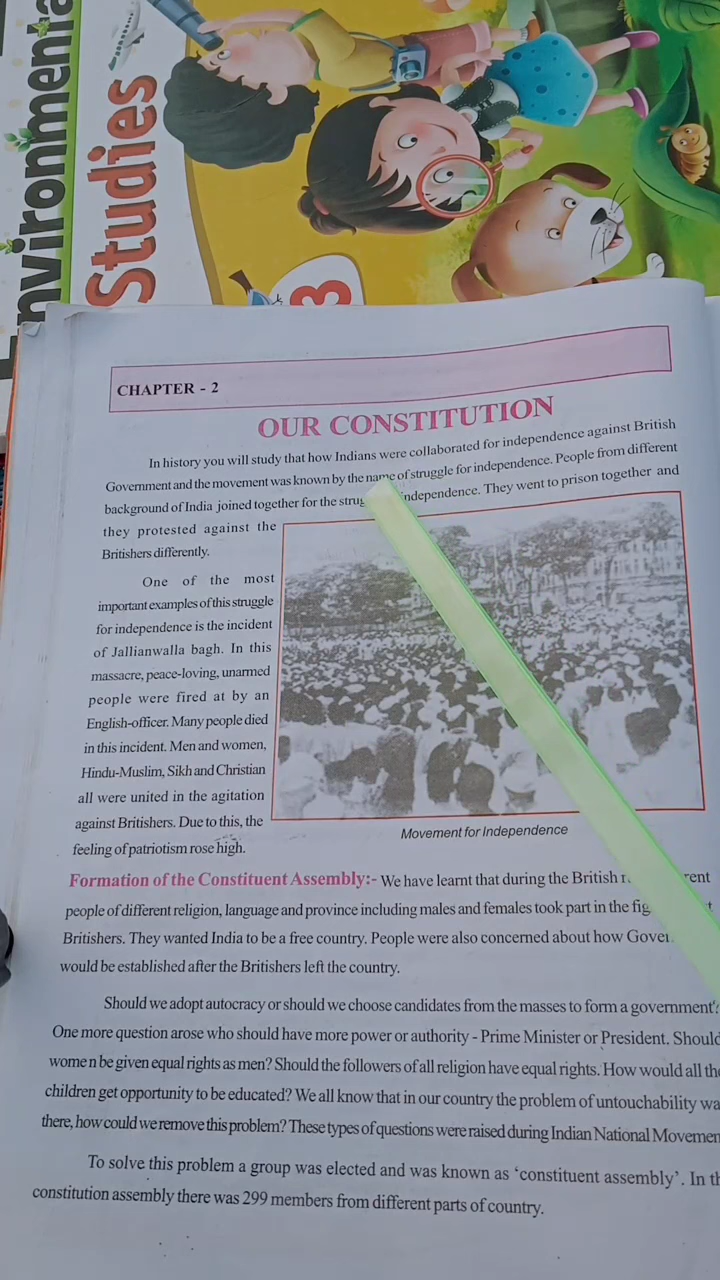 Environmental
Studies
3
CHAPTER - 2
OUR CONSTITUTION
In history you will study that how Indians were collaborated for independence against British
Government and the movement was known by the name of struggle for independence. People from different
background of India joined together for the independence. They went to prison together and
they protested against the
Britishers differently.
One of the most
important examples of this struggle
for independence is the incident
of Jallianwalla bagh. In this
massacre, peace-loving, unarmed
people were fired at by an
English-officer. Many people died
in this incident. Men and women,
Hindu-Muslim, Sikh and Christian
all were united in the agitation
against Britishers. Due to this, the
feeling of patriotism rose high.
Movement for Independence
Formation of the Constituent Assembly:- We have learnt that during the British
people of different religion, language and province including males and females took part in the
Britishers. They wanted India to be a free country. People were also concerned about how
would be established after the Britishers left the country.
Should we adopt autocracy or should we choose candidates from the masses to form a government?
One more question arose who should have more power or authority - Prime Minister or President. Should
women be given equal rights as men? Should the followers of all religion have equal rights. How would all the
children get opportunity to be educated? We all know that in our country the problem of untouchability
there, how could we remove this problem? These types of questions were raised during Indian National
To solve this problem a group was elected and was known as 'constituent assembly'. In
constitution assembly there was 299 members from different parts of country.